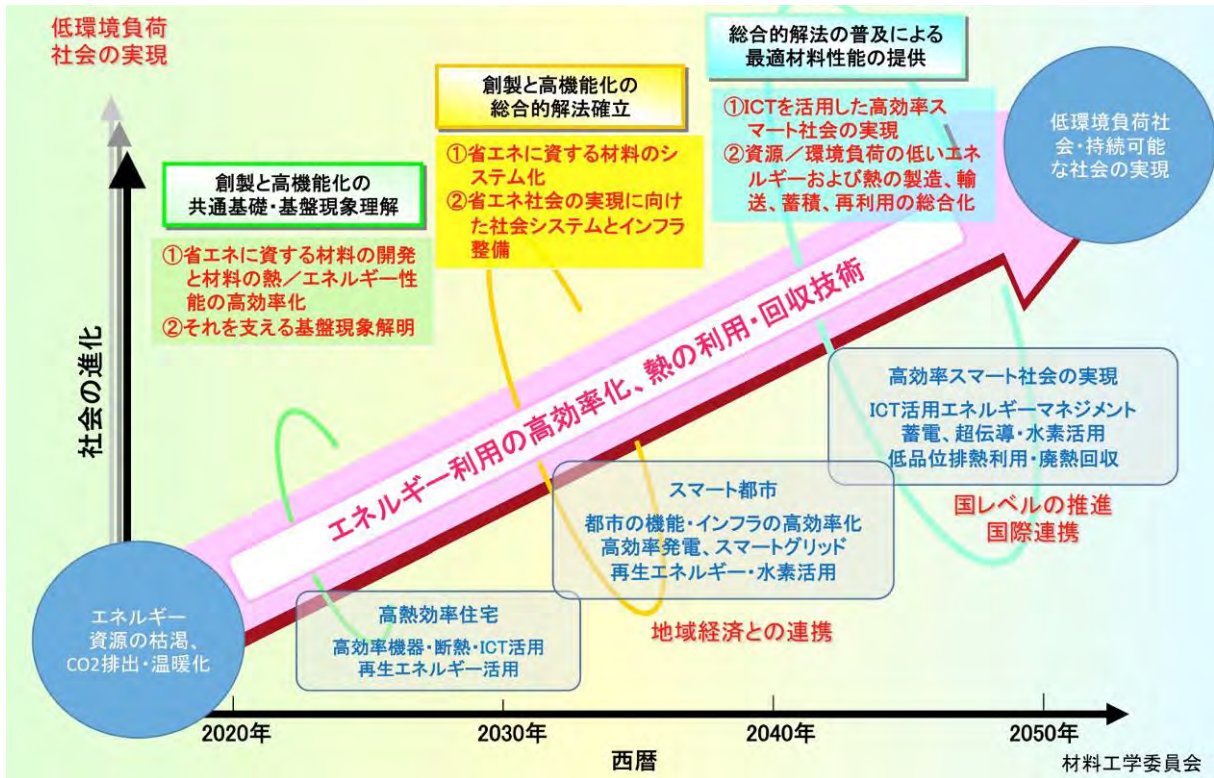 低環境負荷
社会の実現
総合的解法の普及による
最適材料性能の提供
①ICTを活用した高効率ス
マート社会の実現
②資源／環境負荷の低いエネ
ルギーおよび熱の製造、輸
送、蓄積、再利用の総合化
低環境負荷社
会・持続可能
な社会の実現
創製と高機能化の
総合的解法確立
①省エネに資する材料のシ
ステム化
②省エネ社会の実現に向け
た社会システムとインフラ
整備
創製と高機能化の
共通基礎・基盤現象理解
①省エネに資する材料の開発
と材料の熱／エネルギー性
能の高効率化
②それを支える基盤現象解明
社会の進化
エネルギー利用の高効率化、熱の利用・回収技術
高効率スマート社会の実現
ICT活用エネルギーマネジメント
蓄電、超伝導・水素活用
低品位排熱利用・廃熱回収
国レベルの推進
国際連携
スマート都市
都市の機能・インフラの高効率化
高効率発電、スマートグリッド
再生エネルギー・水素活用
地域経済との連携
高熱効率住宅
高効率機器・断熱・ICT活用
再生エネルギー活用
エネルギー
資源の枯渇、
CO2排出・温暖化
2020年
2030年
2040年
2050年
西暦
材料工学委員会